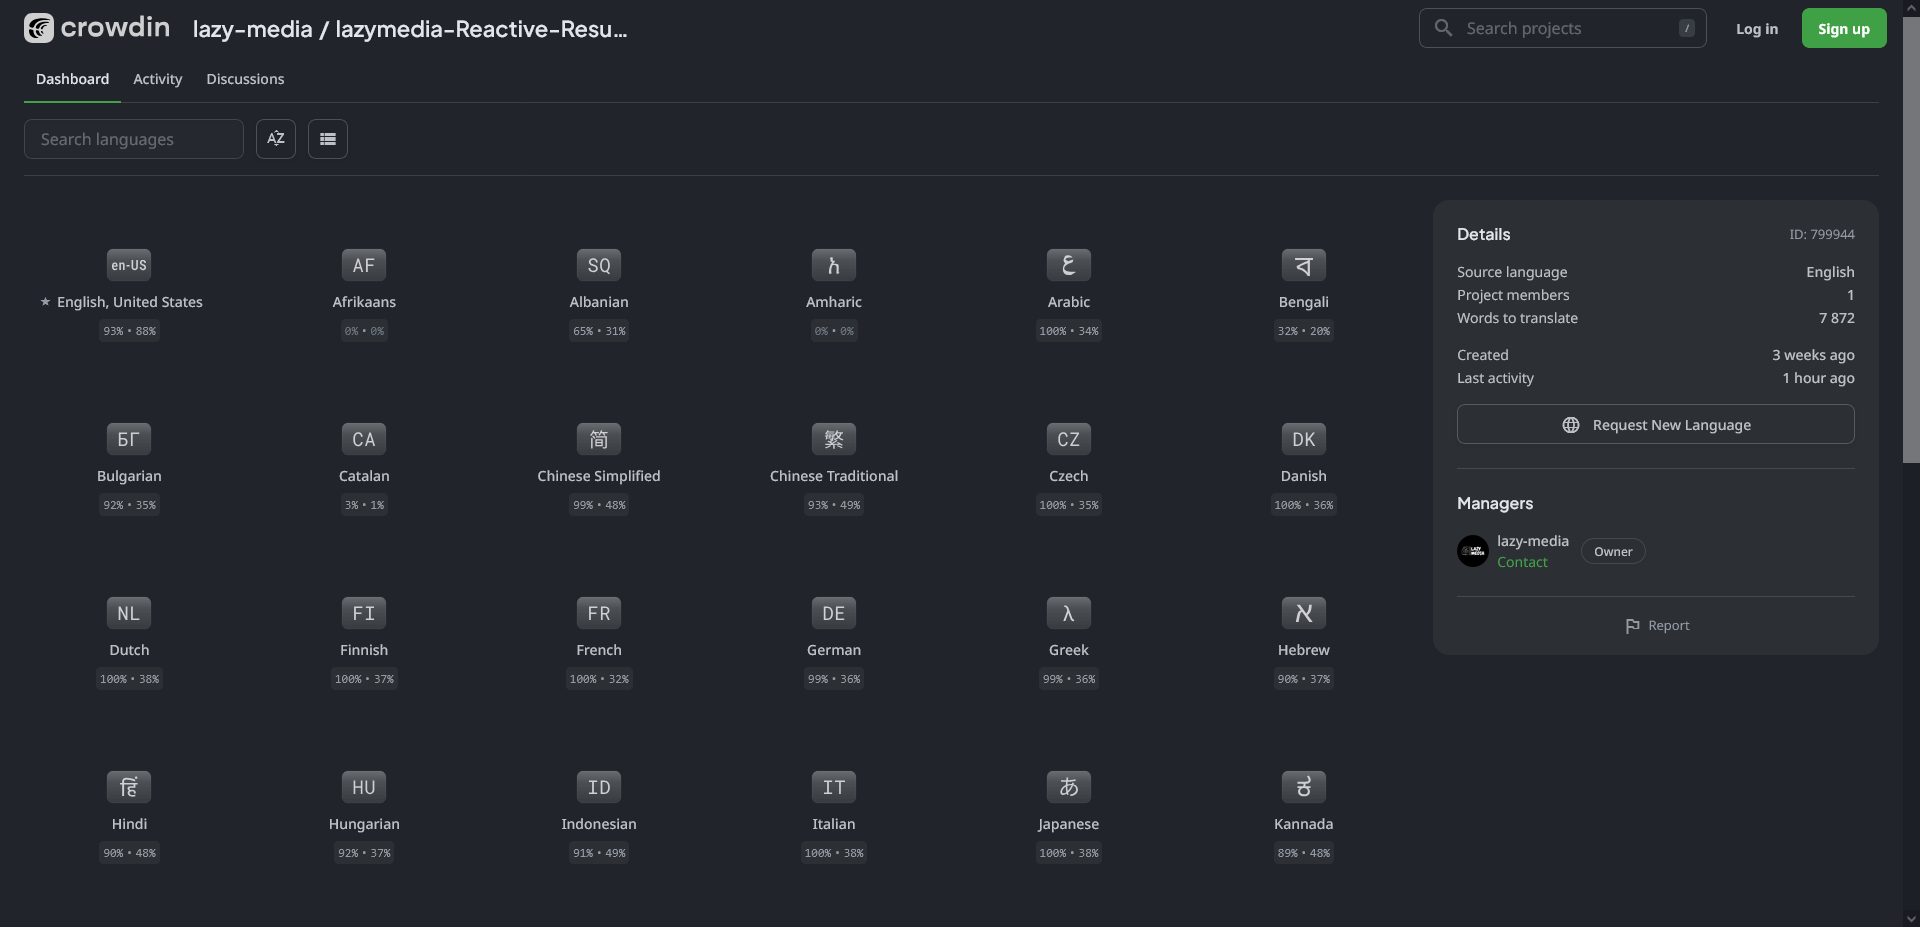 crowdin
lazy-media / lazymedia-Reactive-Resu...
Search projects
/
Log in
Sign up
Dashboard
Activity
Discussions
Search languages
AZ
en-US
AF
SQ
አ
ع
ব
English, United States
Afrikaans
Albanian
Amharic
Arabic
Bengali
93% • 88%
0% • 0%
65% • 31%
0% • 0%
100% • 34%
32% • 20%
БГ
CA
简
繁
CZ
DK
Bulgarian
Catalan
Chinese Simplified
Chinese Traditional
Czech
Danish
92% • 35%
3% • 1%
99% • 48%
93% • 49%
100% • 35%
100% • 36%
NL
FI
FR
DE
λ
א
Dutch
Finnish
French
German
Greek
Hebrew
100% • 38%
100% • 37%
100% • 32%
99% • 36%
99% • 36%
90% • 37%
हिं
HU
ID
IT
あ
ಕ
Hindi
Hungarian
Indonesian
Italian
Japanese
Kannada
90% • 48%
92% • 37%
91% • 49%
100% • 38%
100% • 38%
89% • 48%
Details
ID: 799944
Source language English
Project members 1
Words to translate 7 872
Created 3 weeks ago
Last activity 1 hour ago
Request New Language
Managers
LAZY MEDIA
lazy-media
Owner
Contact
Report